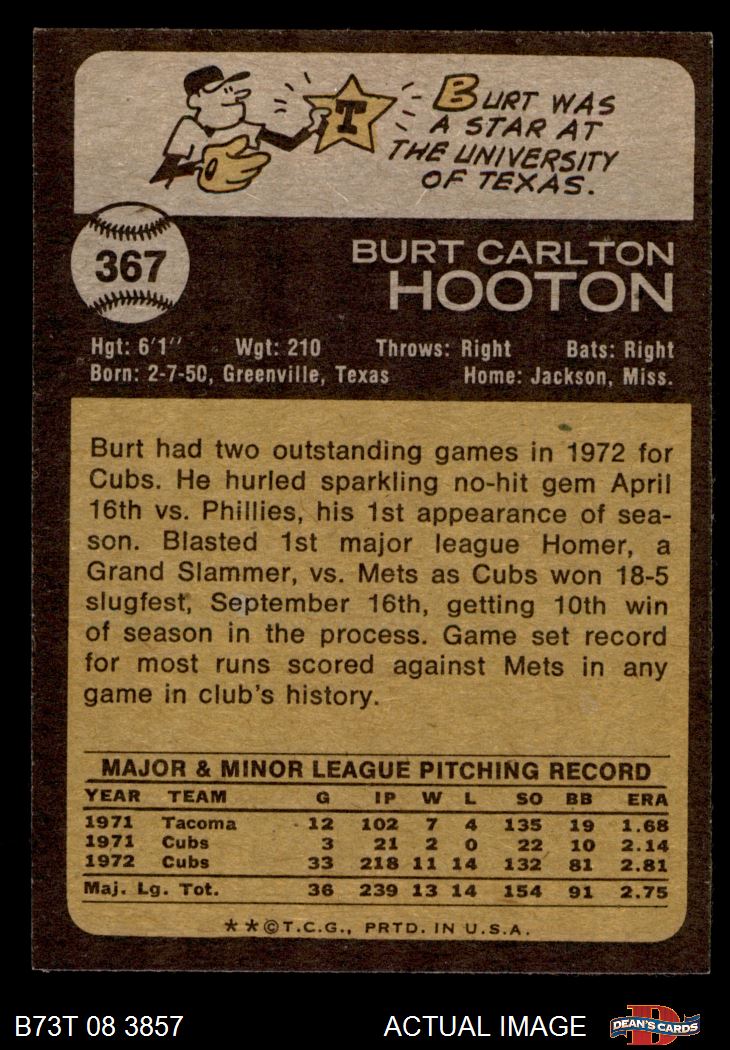 T
BURT WAS
A STAR AT
THE UNIVERSITY
OF TEXAS.
367
BURT CARLTON
HOOTON
Hgt: 6'1" Wgt: 210 Throws: Right Bats: Right
Born: 2-7-50, Greenville, Texas Home: Jackson, Miss.
Burt had two outstanding games in 1972 for
Cubs. He hurled sparkling no-hit gem April
16th vs. Phillies, his 1st appearance of sea-
son. Blasted 1st major league Homer, a
Grand Slammer, vs. Mets as Cubs won 18-5
slugfest, September 16th, getting 10th win
of season in the process. Game set record
for most runs scored against Mets in any
game in club's history.
MAJOR & MINOR LEAGUE PITCHING RECORD
YEAR TEAM G IP W L SO BB ERA
1971 Tacoma 12 102 7 4 135 19 1.68
1971 Cubs 3 21 2 0 22 10 2.14
1972 Cubs 33 218 11 14 132 81 2.81
Maj. Lg. Tot. 36 239 13 14 154 91 2.75
**©T.C.G., PRTD. IN U.S.A.
B73T 08 3857 ACTUAL IMAGE D DEAN'S CARDS